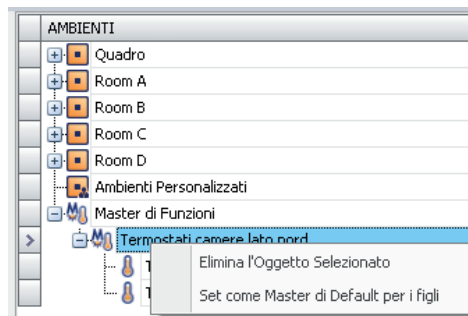 AMBIENTI
Quadro
Room A
Room B
Room C
Room D
Ambienti Personalizzati
Master di Funzioni
Termostati camere lato nord
Elimina l'Oggetto Selezionato
Set come Master di Default per i figli